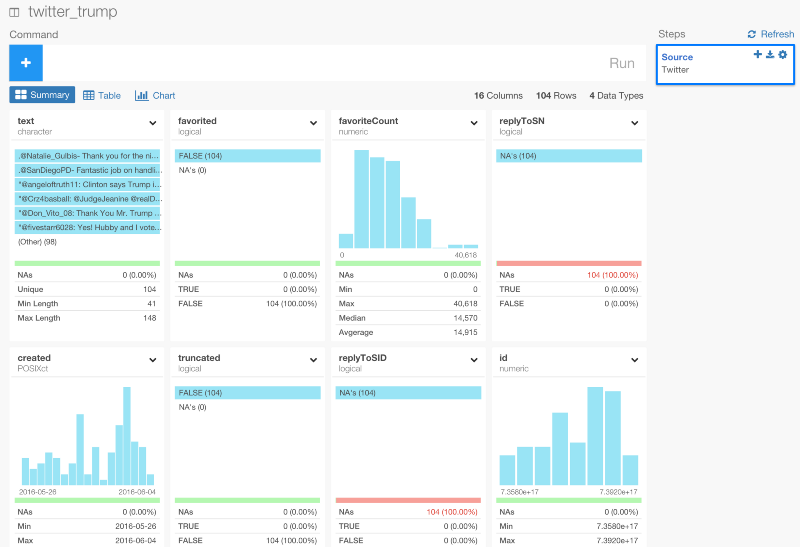 twitter_trump
Command
Run
Steps
Refresh
Source
Twitter
Summary
Table
Chart
16 Columns
104 Rows
4 Data Types
text
character
.@Natalie_Gulbis- Thank you for the ni...
.@SanDiegoPD- Fantastic job on handli...
"@angeloftruth11: Clinton says Trump i...
"@Crz4basball: @JudgeJeanine @realD...
"@Don_Vito_08: Thank You Mr. Trump ...
"@fivestarr6028: Yes! Hubby and I vote...
(Other) (98)
NAs 0 (0.00%)
Unique 104
Min Length 41
Max Length 148
favorited
logical
FALSE (104)
NA's (0)
NAs 0 (0.00%)
TRUE 0 (0.00%)
FALSE 104 (100.00%)
favoriteCount
numeric
0 40,618
NAs 0 (0.00%)
Min 0
Max 40,618
Median 14,570
Avgerage 14,915
replyToSN
logical
NA's (104)
NAs 104 (100.00%)
TRUE 0 (0.00%)
FALSE 0 (0.00%)
created
POSIXct
2016-05-26 2016-06-04
NAs 0 (0.00%)
Min 2016-05-26
Max 2016-06-04
truncated
logical
FALSE (104)
NA's (0)
NAs 0 (0.00%)
TRUE 0 (0.00%)
FALSE 104 (100.00%)
replyToSID
logical
NA's (104)
NAs 104 (100.00%)
TRUE 0 (0.00%)
FALSE 0 (0.00%)
id
numeric
7.3580e+17 7.3920e+17
NAs 0 (0.00%)
Min 7.3580e+17
Max 7.3920e+17